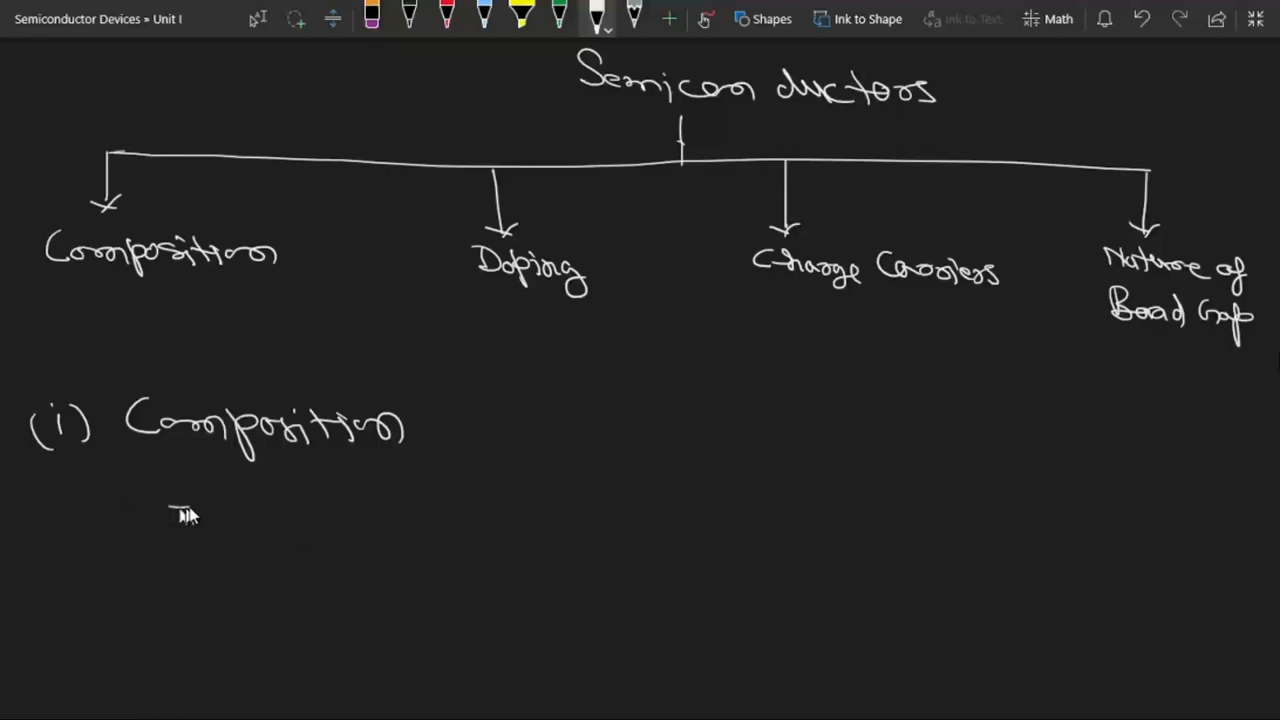 Semiconductor Devices » Unit I
Shapes
Ink to Shape
Ink to Text
Math
Semiconductors
Composition
Doping
Charge Carriers
Nature of
Band Gap
(i) Composition